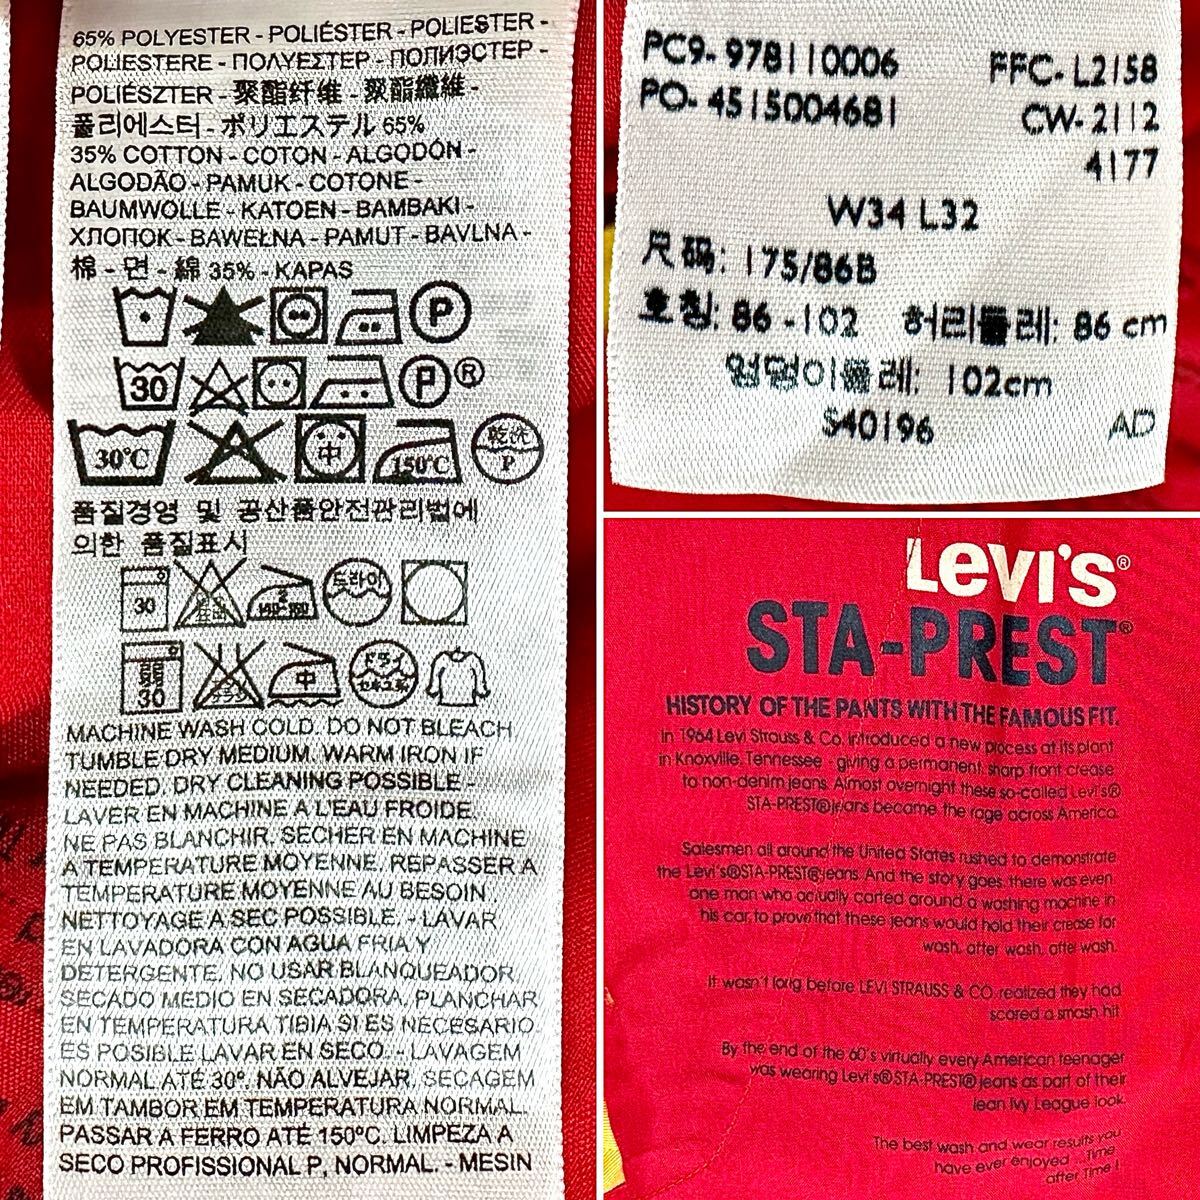 65% POLYESTER - POLIÉSTER - POLIESTER -
POLIESTERE - ΠΟΛΥΕΣΤΕΡ - ПОЛИЭСТЕР -
POLIÉSZTER - 聚酯纤维 - 聚酯纖維 -
폴리에스터 - ポリエステル 65%
35% COTTON - COTON - ALGODÓN -
ALGODÃO - PAMUK - COTONE -
BAUMWOLLE - KATOEN - BAMBAKI -
ХЛОПОК - BAWEŁNA - PAMUT - BAVLNA -
棉 - 면 - 綿 35% - KAPAS
P
30 P ®
30°C 中 150°C 乾洗 P
품질경영 및 공산품안전관리법에
의한 품질표시
30 드라이
30 中 ドライ
MACHINE WASH COLD. DO NOT BLEACH
TUMBLE DRY MEDIUM. WARM IRON IF
NEEDED. DRY CLEANING POSSIBLE -
LAVER EN MACHINE A L'EAU FROIDE.
NE PAS BLANCHIR. SECHER EN MACHINE
A TEMPERATURE MOYENNE. REPASSER A
TEMPERATURE MOYENNE AU BESOIN.
NETTOYAGE A SEC POSSIBLE. - LAVAR
EN LAVADORA CON AGUA FRIA Y
DETERGENTE. NO USAR BLANQUEADOR.
SECADO MEDIO EN SECADORA. PLANCHAR
EN TEMPERATURA TIBIA SI ES NECESARIO
ES POSIBLE LAVAR EN SECO. - LAVAGEM
NORMAL ATÉ 30°. NÃO ALVEJAR. SECAGEM
EM TAMBOR EM TEMPERATURA NORMAL.
PASSAR A FERRO ATÉ 150°C. LIMPEZA A
SECO PROFISSIONAL P, NORMAL. - MESIN
PC9- 978110006 FFC- L2158
PO- 4515004681 CW- 2112
4177
W34 L32
尺码: 175/86B
호칭: 86 -102 허리둘레: 86 cm
엉덩이둘레: 102cm
S40196 AD
Levi's®
STA-PREST®
HISTORY OF THE PANTS WITH THE FAMOUS FIT.
in 1964 Levi Strauss & Co. introduced a new process at its plant
in Knoxville, Tennessee - giving a permanent, sharp front crease
to non-denim jeans. Almost overnight these so-called Levi's®
STA-PREST® jeans became the rage across America.
Salesmen all around the United States rushed to demonstrate
the Levi's® STA-PREST® jeans. And the story goes, there was even
one man who actually carted around a washing machine in
his car, to prove that these jeans would hold their crease for
wash, after wash, after wash.
It wasn't long before LEVI STRAUSS & CO. realized they had
scored a smash hit.
By the end of the 60's virtually every American teenager
was wearing Levi's® STA-PREST® jeans as part of their
lean Ivy League look.
The best wash and wear results you
have ever enjoyed ...Time
after Time !